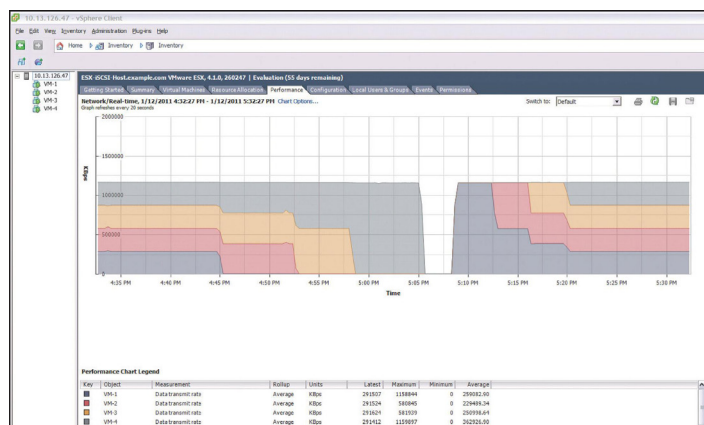 10.13.126.47 - vSphere Client
File Edit View Inventory Administration Plug-ins Help
Home Inventory Inventory
10.13.126.47
VM-1
VM-2
VM-3
VM-4
ESX-iSCSI-Host.example.com VMware ESX, 4.1.0, 260247 | Evaluation (55 days remaining)
Getting Started Summary Virtual Machines Resource Allocation Performance Configuration Local Users & Groups Events Permissions
Network/Real-time, 1/12/2011 4:32:27 PM - 1/12/2011 5:32:27 PM Chart Options...
Graph refreshes every 20 seconds
Switch to: Default
2000000
1500000
1000000
500000
0
KBps
4:35 PM 4:40 PM 4:45 PM 4:50 PM 4:55 PM 5:00 PM 5:05 PM 5:10 PM 5:15 PM 5:20 PM 5:25 PM 5:30 PM
Time
Performance Chart Legend
Key Object Measurement Rollup Units Latest Maximum Minimum Average
VM-1 Data transmit rate Average KBps 291507 1158844 0 259082.90
VM-2 Data transmit rate Average KBps 291524 580845 0 229489.34
VM-3 Data transmit rate Average KBps 291624 581939 0 250998.64
VM-4 Data transmit rate Average KBps 291412 1159897 0 362926.90